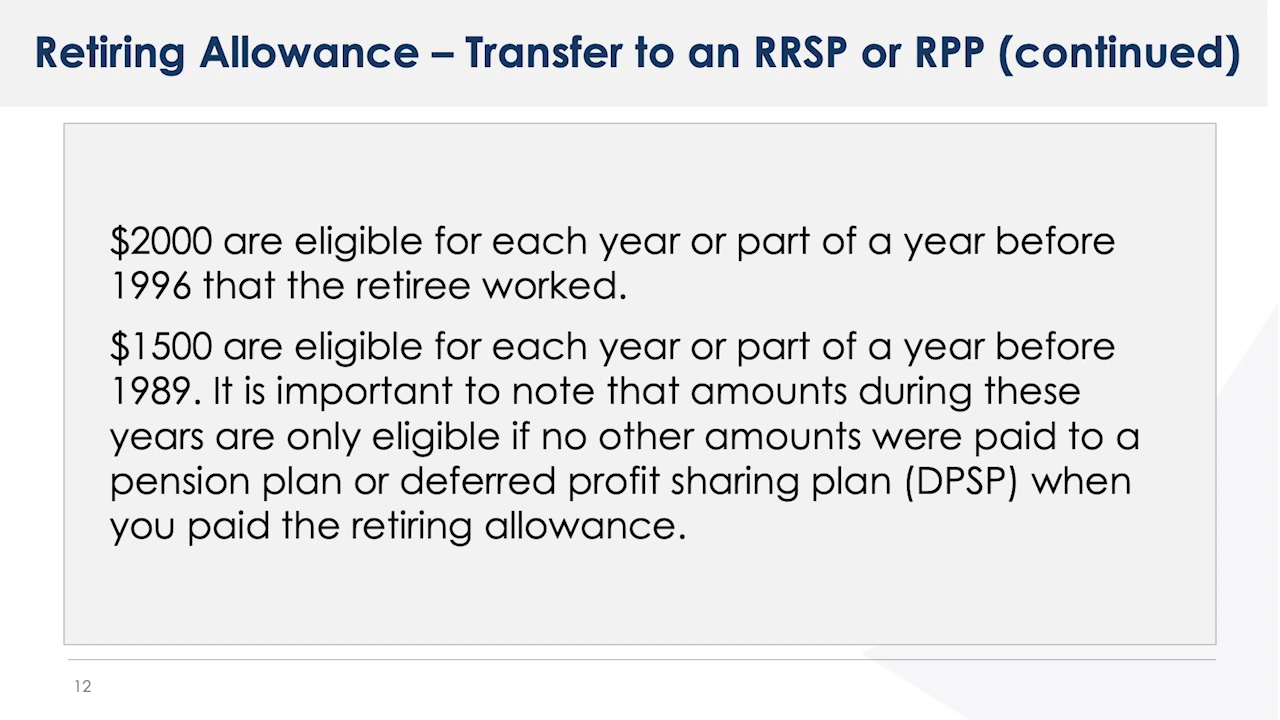 Retiring Allowance – Transfer to an RRSP or RPP (continued)
$2000 are eligible for each year or part of a year before
1996 that the retiree worked.
$1500 are eligible for each year or part of a year before
1989. It is important to note that amounts during these
years are only eligible if no other amounts were paid to a
pension plan or deferred profit sharing plan (DPSP) when
you paid the retiring allowance.
12